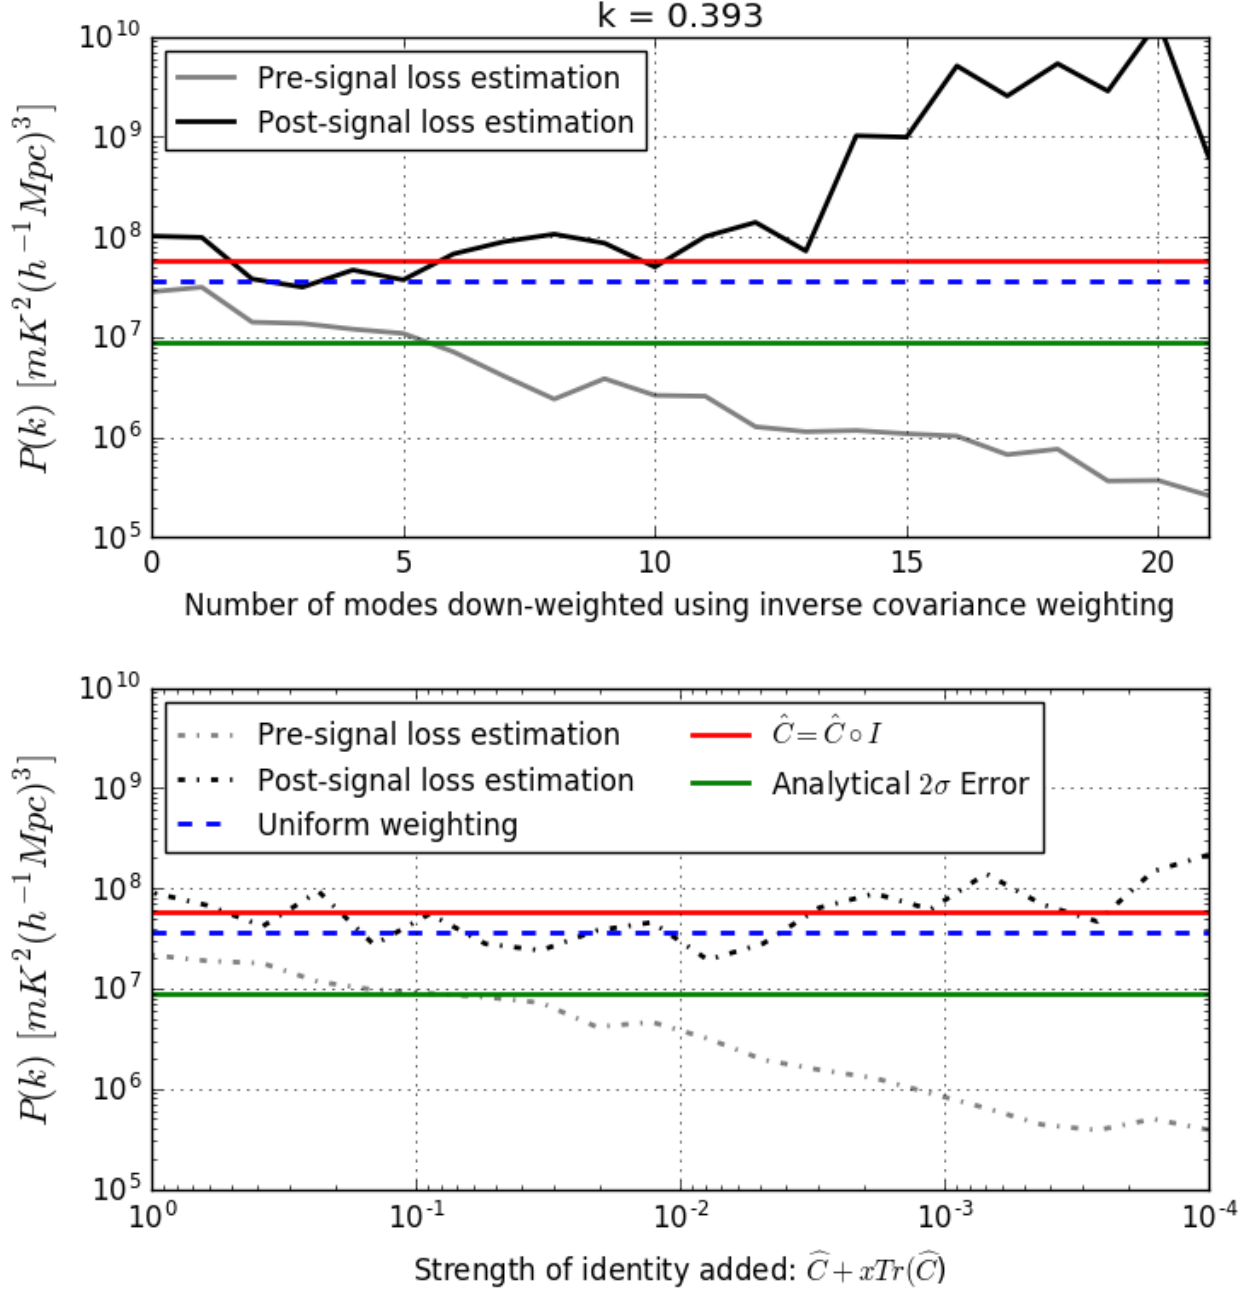 k = 0.393
10^10
10^9
10^8
10^7
10^6
10^5
P(k) [mK^2(h^-1 Mpc)^3]
Pre-signal loss estimation
Post-signal loss estimation
0 5 10 15 20
Number of modes down-weighted using inverse covariance weighting
10^10
10^9
10^8
10^7
10^6
10^5
P(k) [mK^2(h^-1 Mpc)^3]
Pre-signal loss estimation
Post-signal loss estimation
Uniform weighting
Ĉ = Ĉ ∘ I
Analytical 2σ Error
10^0 10^-1 10^-2 10^-3 10^-4
Strength of identity added: Ĉ + xTr(Ĉ)